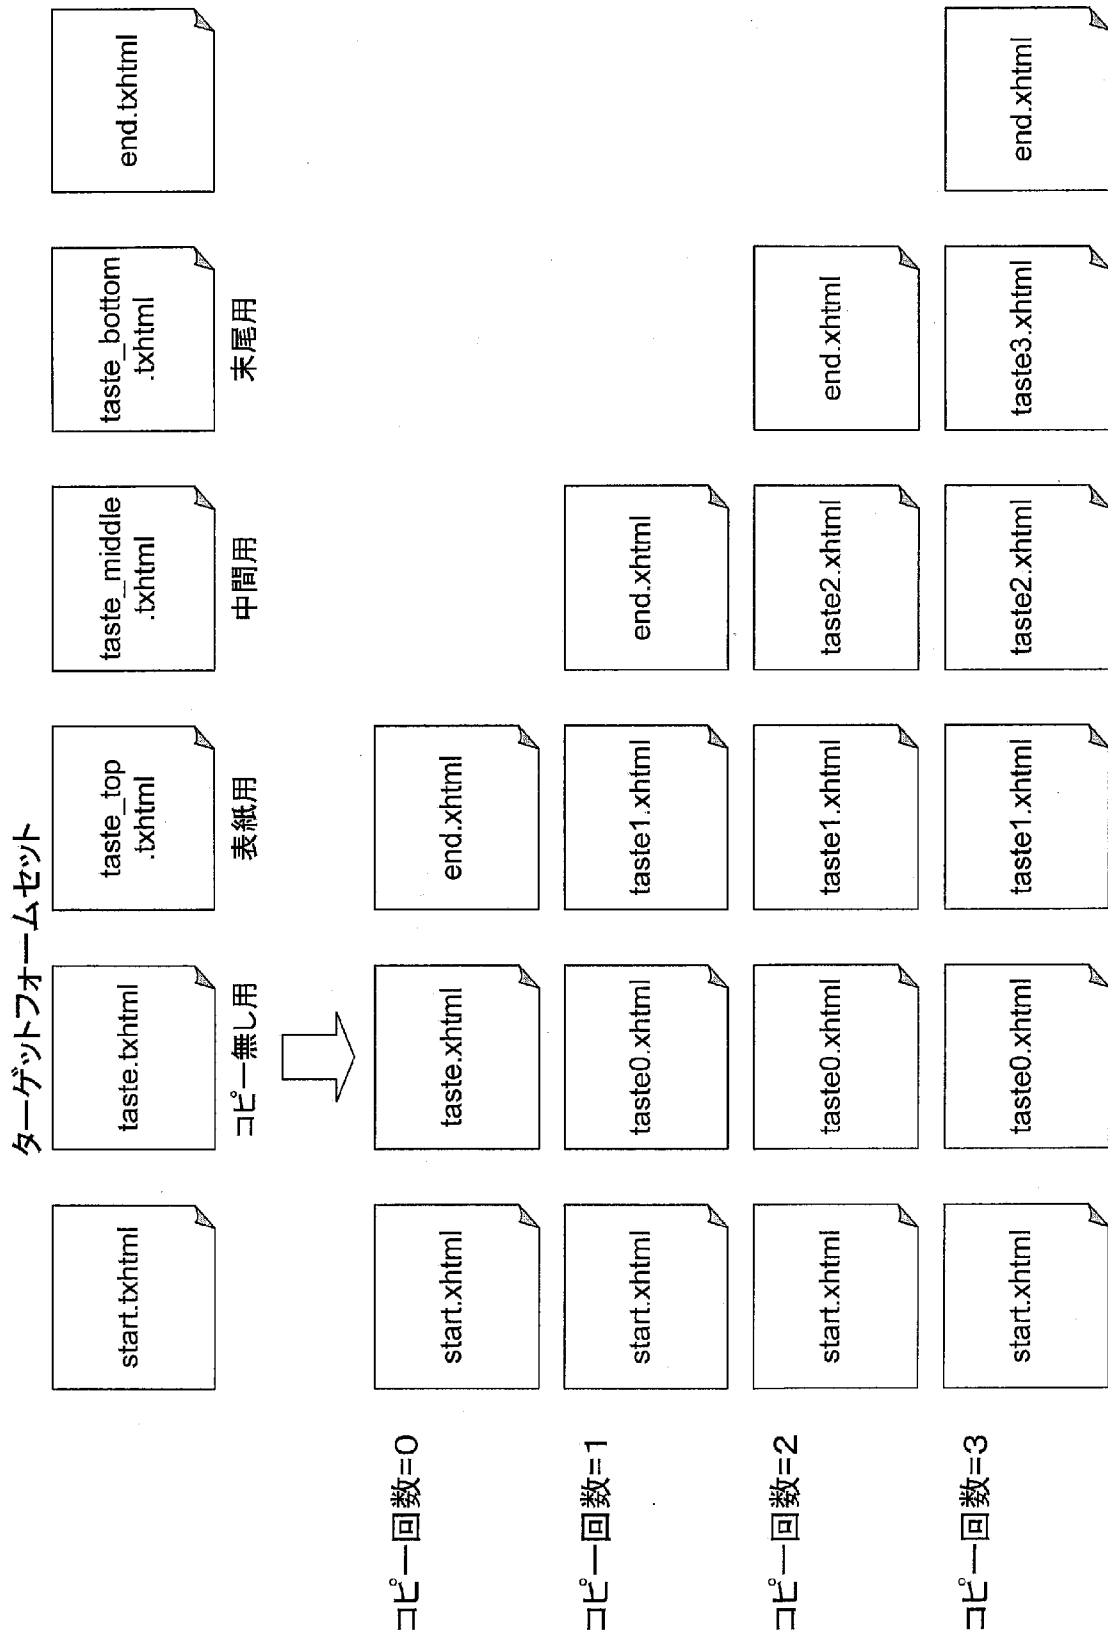 ターゲットフォームセット
start.txhtml
taste.txhtml
taste_top
.txhtml
taste_middle
.txhtml
taste_bottom
.txhtml
end.txhtml
コピー無し用
表紙用
中間用
末尾用
コピー回数=0
start.xhtml
taste.xhtml
end.xhtml
コピー回数=1
start.xhtml
taste0.xhtml
taste1.xhtml
end.xhtml
コピー回数=2
start.xhtml
taste0.xhtml
taste1.xhtml
taste2.xhtml
end.xhtml
コピー回数=3
start.xhtml
taste0.xhtml
taste1.xhtml
taste2.xhtml
taste3.xhtml
end.xhtml